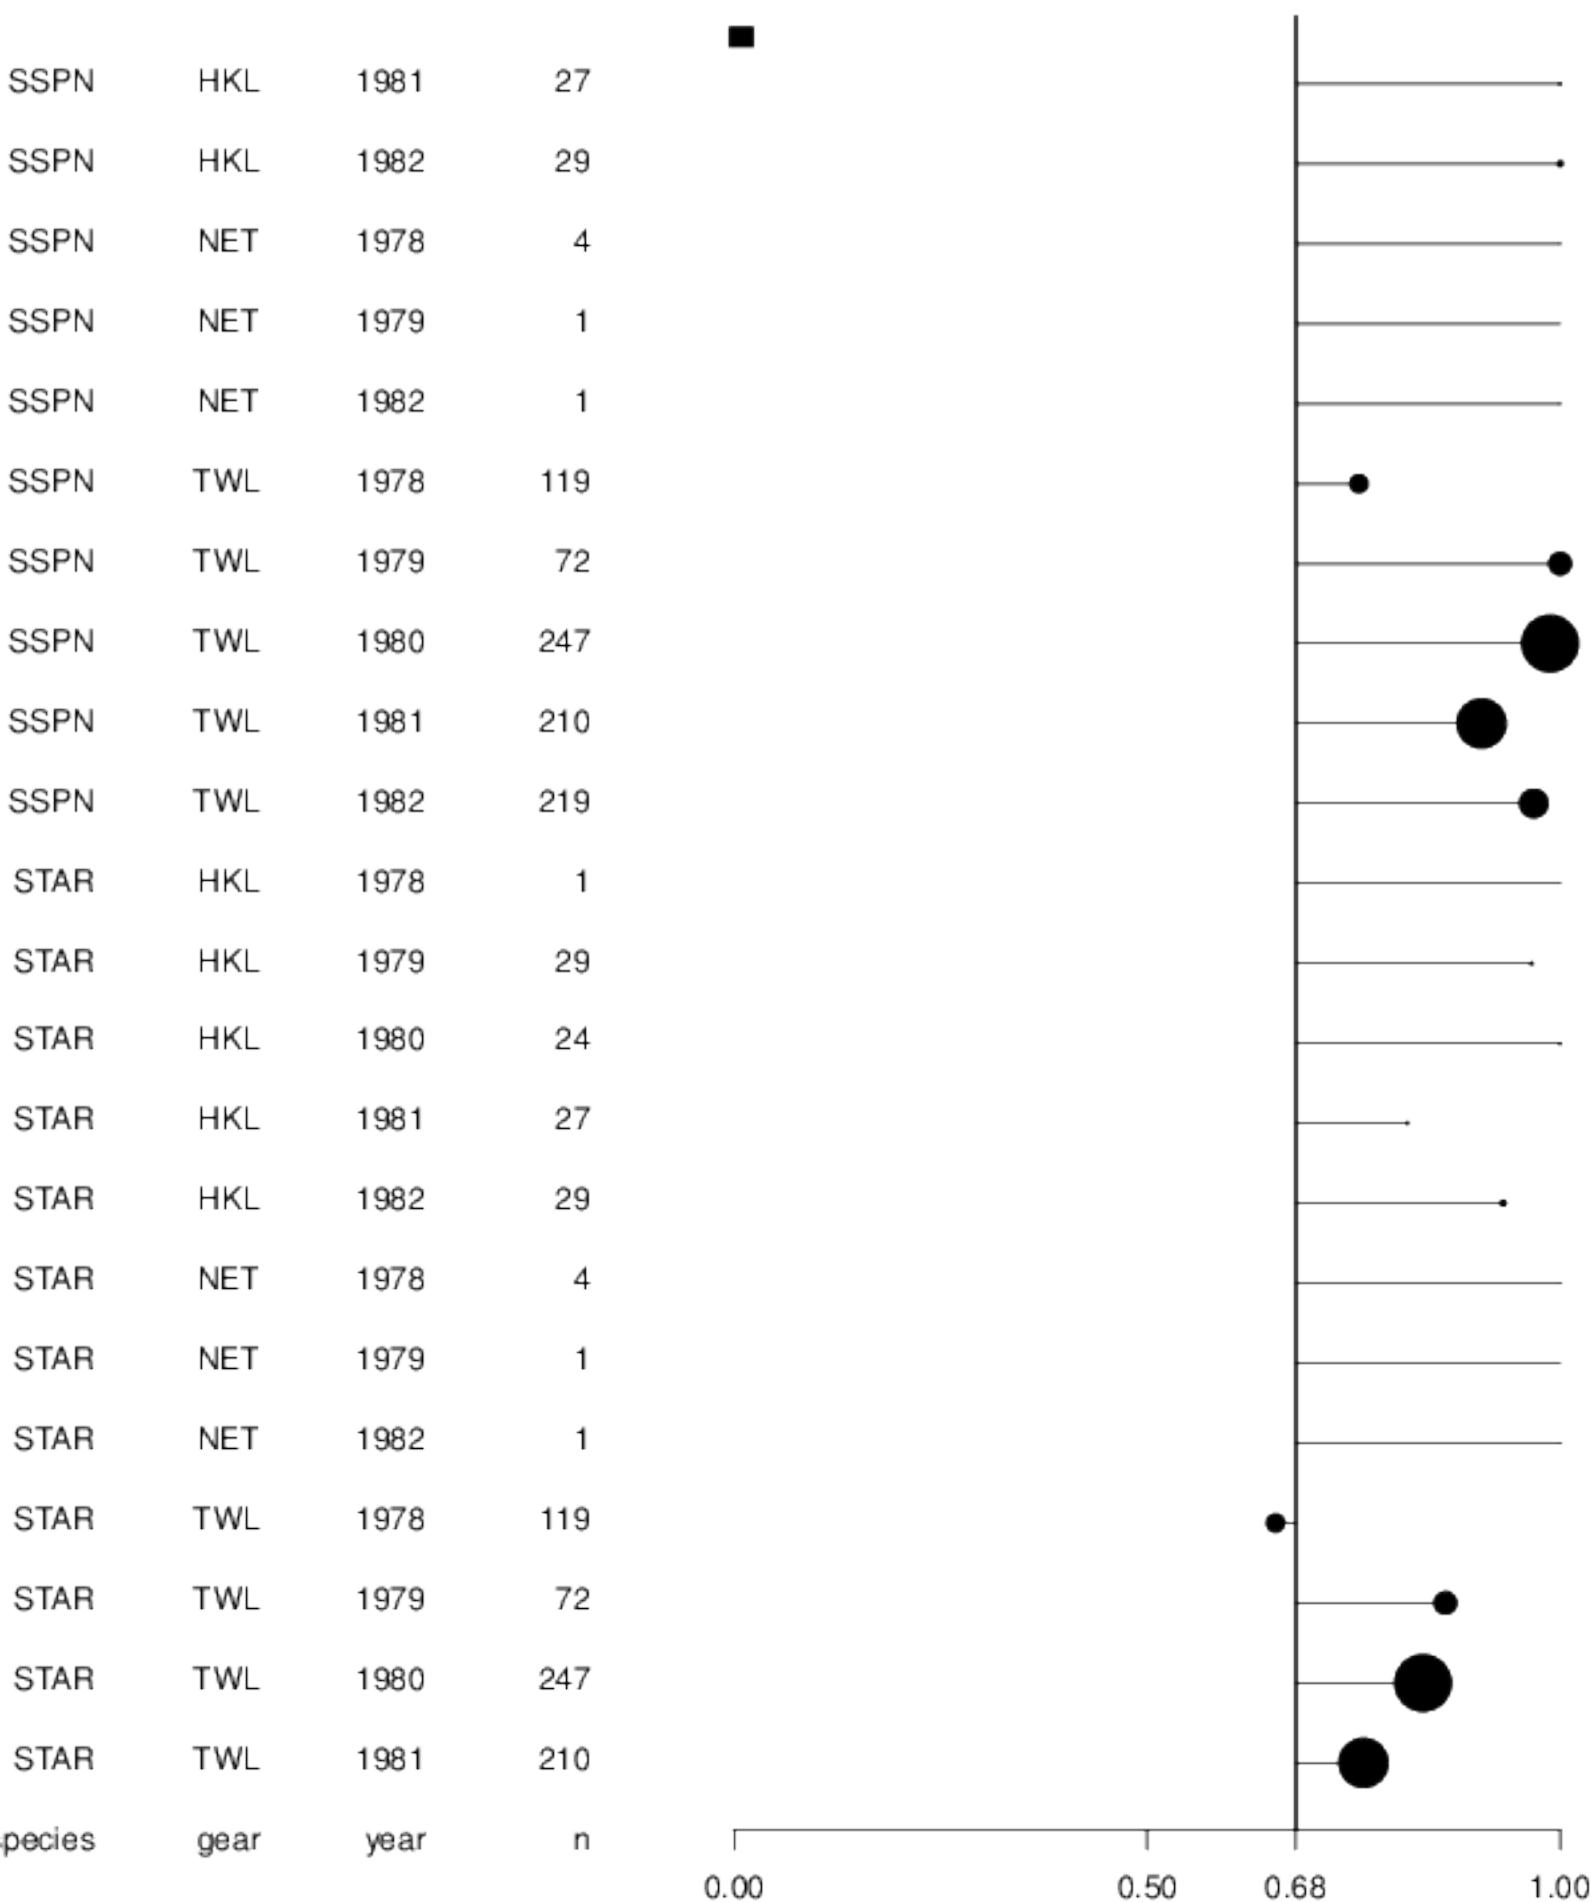 SSPN HKL 1981 27
SSPN HKL 1982 29
SSPN NET 1978 4
SSPN NET 1979 1
SSPN NET 1982 1
SSPN TWL 1978 119
SSPN TWL 1979 72
SSPN TWL 1980 247
SSPN TWL 1981 210
SSPN TWL 1982 219
STAR HKL 1978 1
STAR HKL 1979 29
STAR HKL 1980 24
STAR HKL 1981 27
STAR HKL 1982 29
STAR NET 1978 4
STAR NET 1979 1
STAR NET 1982 1
STAR TWL 1978 119
STAR TWL 1979 72
STAR TWL 1980 247
STAR TWL 1981 210
pecies gear year n
0.00 0.50 0.68 1.00